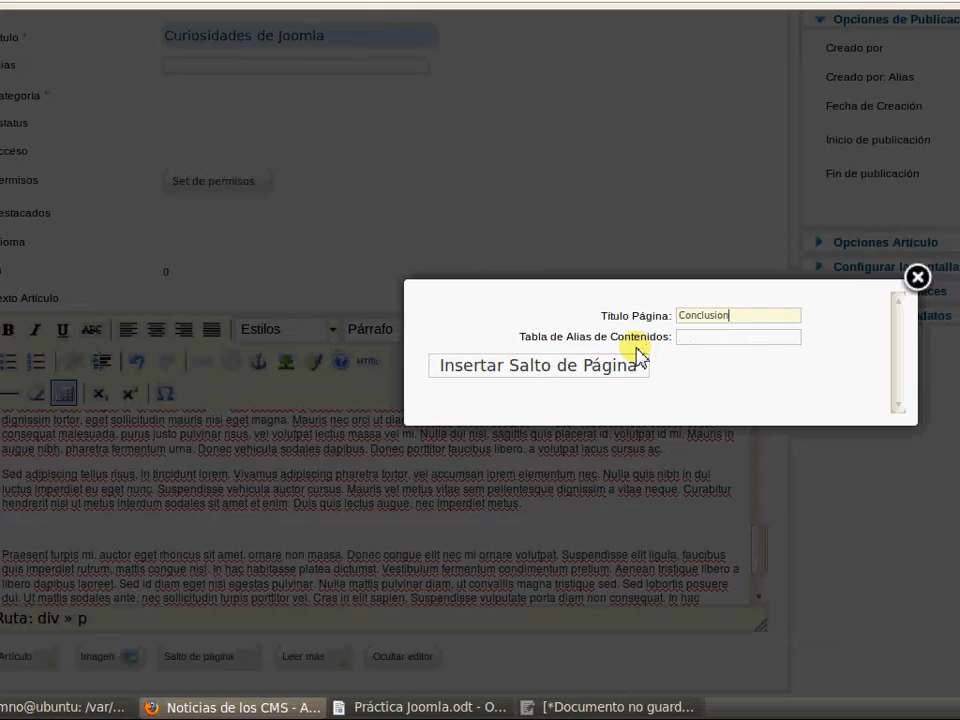 tulo *
Curiosidades de Joomla
ias
ategoría *
status
cceso
ermisos
Set de permisos
estacados
ioma
0
exto Artículo
Opciones de Publicac
Creado por
Creado por: Alias
Fecha de Creación
Inicio de publicación
Fin de publicación
Opciones Artículo
Configurar la pantalla
aces
adatos
Título Página:
Conclusion
Tabla de Alias de Contenidos:
Insertar Salto de Página
B I U ABC
Estilos
Párrafo
HTML
dignissim tortor, eget sollicitudin mauris nisl eget magna. Mauris nec orci ut
consequat malesuada, purus justo pulvinar risus, vel volutpat lectus massa vel mi. Nulla dui nisl, sagittis quis placerat id, volutpat id mi. Mauris in
augue nibh, pharetra fermentum urna. Donec vehicula sodales dapibus. Donec porttitor faucibus libero, a volutpat lacus cursus ac.
Sed adipiscing tellus risus, in tincidunt lorem. Vivamus adipiscing pharetra tortor, vel accumsan lorem elementum nec. Nulla quis nibh in dui
luctus imperdiet eu eget nunc. Suspendisse vehicula auctor cursus. Mauris vel metus vitae sem pellentesque dignissim a vitae neque. Curabitur
hendrerit nisl ut metus interdum sodales sit amet et enim. Duis quis lectus augue, nec imperdiet metus.
Praesent turpis mi, auctor eget rhoncus sit amet, ornare non massa. Donec congue elit nec mi ornare volutpat. Suspendisse elit ligula, faucibus
quis imperdiet rutrum, mattis congue nisl. In hac habitasse platea dictumst. Vestibulum fermentum condimentum pretium. Aenean tristique libero a
libero dapibus laoreet. Sed id diam eget nisl egestas pulvinar. Nulla mattis pulvinar diam, ut convallis magna tristique sed. Sed lobortis posuere
dui. Ut mattis sodales ante, nec sollicitudin turpis porttitor vel. Cras in elit sapien. Suspendisse vulputate porta diam non consequat. In hac
Ruta: div » p
Artículo
Imagen
Salto de página
Leer más
Ocultar editor
mno@ubuntu: /var/...
Noticias de los CMS - A...
Práctica Joomla.odt - O...
[*Documento no guard...